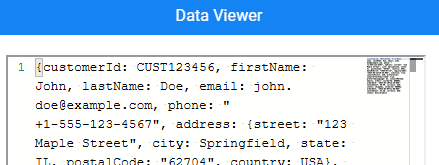 Data Viewer
1 {customerId: CUST123456, firstName:
John, lastName: Doe, email: john.
doe@example.com, phone: "
+1-555-123-4567", address: {street: "123
Maple Street", city: Springfield, state:
IL, postalCode: "62704", country: USA},